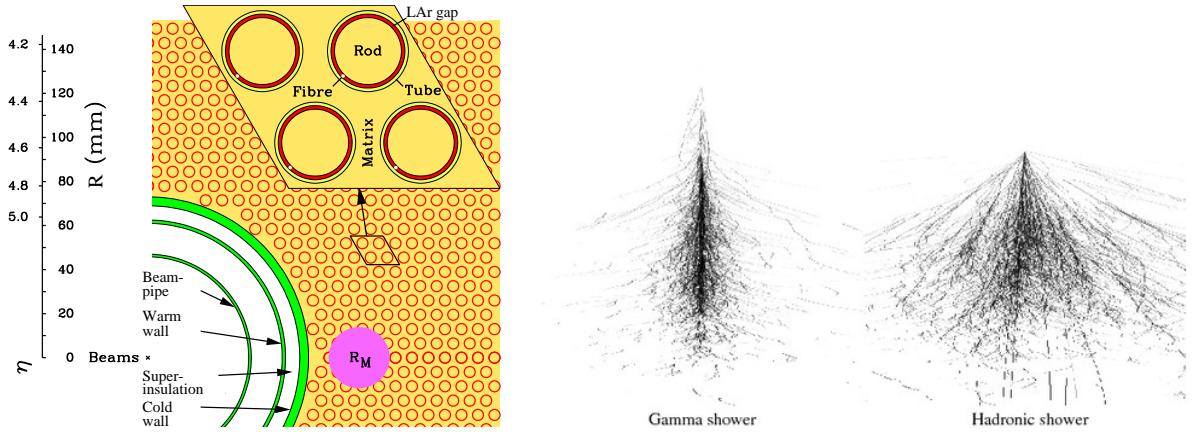 LAr gap
Rod
Fibre
Tube
Matrix
4.2
4.4
4.6
4.8
5.0
η
140
120
100
80
60
40
20
0
R (mm)
Beam-
pipe
Warm
wall
Beams ×
Super-
insulation
Cold
wall
RM
Gamma shower
Hadronic shower